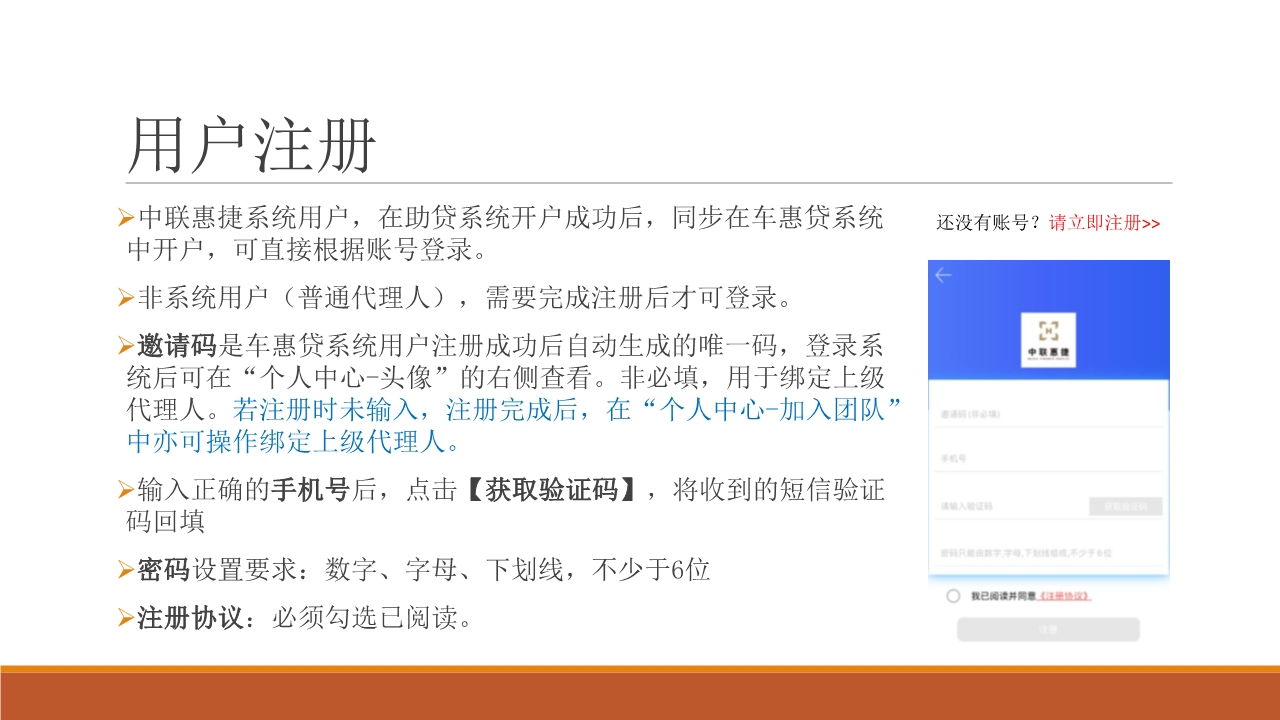 用户注册
➢中联惠捷系统用户，在助贷系统开户成功后，同步在车惠贷系统
中开户，可直接根据账号登录。
➢非系统用户（普通代理人），需要完成注册后才可登录。
➢邀请码是车惠贷系统用户注册成功后自动生成的唯一码，登录系
统后可在“个人中心-头像”的右侧查看。非必填，用于绑定上级
代理人。若注册时未输入，注册完成后，在“个人中心-加入团队”
中亦可操作绑定上级代理人。
➢输入正确的手机号后，点击【获取验证码】，将收到的短信验证
码回填
➢密码设置要求：数字、字母、下划线，不少于6位
➢注册协议：必须勾选已阅读。
还没有账号？请立即注册>>
中联惠捷
邀请码(非必填)
手机号
请输入验证码
获取验证码
密码只能由数字,字母,下划线组成,不少于6位
我已阅读并同意《注册协议》
注册